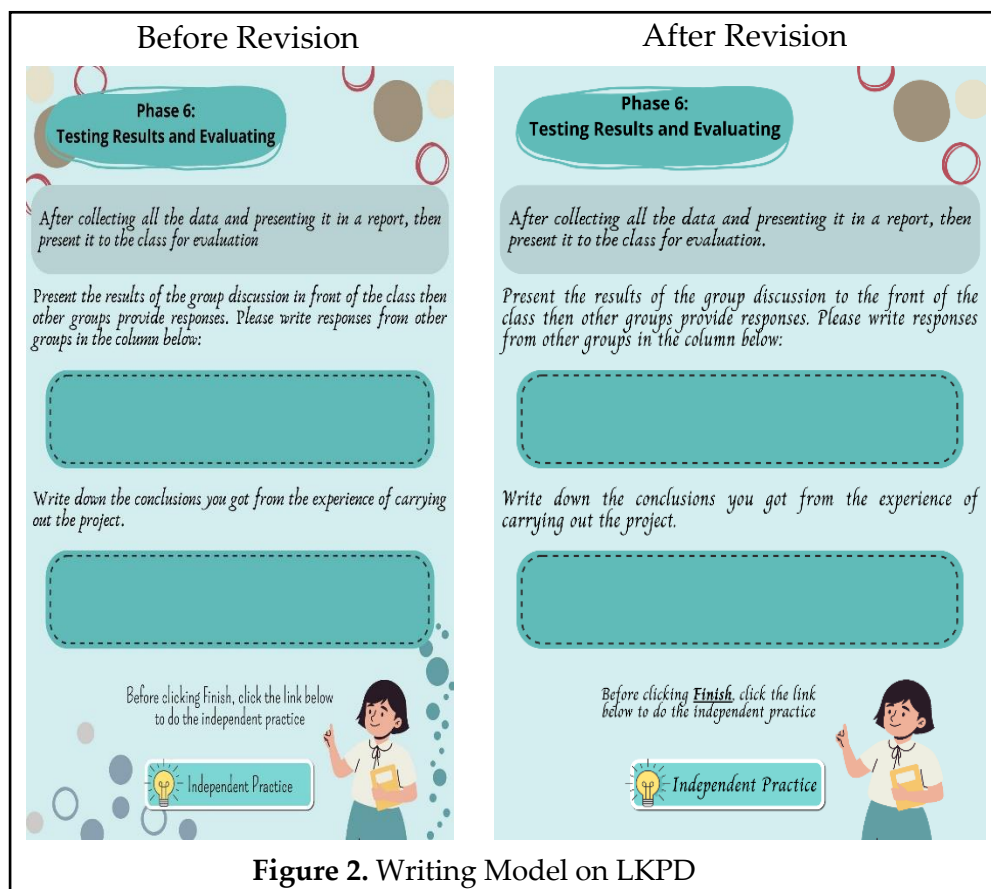 Before Revision
Phase 6:
Testing Results and Evaluating
After collecting all the data and presenting it in a report, then
present it to the class for evaluation
Present the results of the group discussion in front of the class then
other groups provide responses. Please write responses from other
groups in the column below:
Write down the conclusions you got from the experience of carrying
out the project.
Before clicking Finish, click the link below
to do the independent practice
Independent Practice
After Revision
Phase 6:
Testing Results and Evaluating
After collecting all the data and presenting it in a report, then
present it to the class for evaluation.
Present the results of the group discussion to the front of the
class then other groups provide responses. Please write responses
from other groups in the column below:
Write down the conclusions you got from the experience of
carrying out the project.
Before clicking Finish, click the link
below to do the independent practice
Independent Practice
Figure 2. Writing Model on LKPD